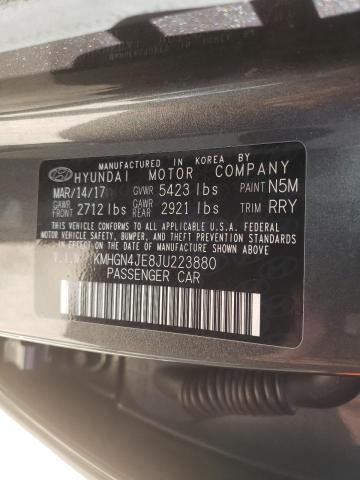 MANUFACTURED IN KOREA BY
HYUNDAI MOTOR COMPANY
MAR/14/17 GVWR 5423 lbs PAINT N5M
GAWR FRONT 2712 lbs GAWR REAR 2921 lbs TRIM RRY
THIS VEHICLE CONFORMS TO ALL APPLICABLE U.S.
FEDERAL MOTOR VEHICLE SAFETY, BUMPER, AND
THEFT PREVENTION STANDARDS IN EFFECT ON
THE DATE OF MANUFACTURE SHOWN ABOVE.
V.I.N : KMHGN4JE8JU223880
PASSENGER CAR